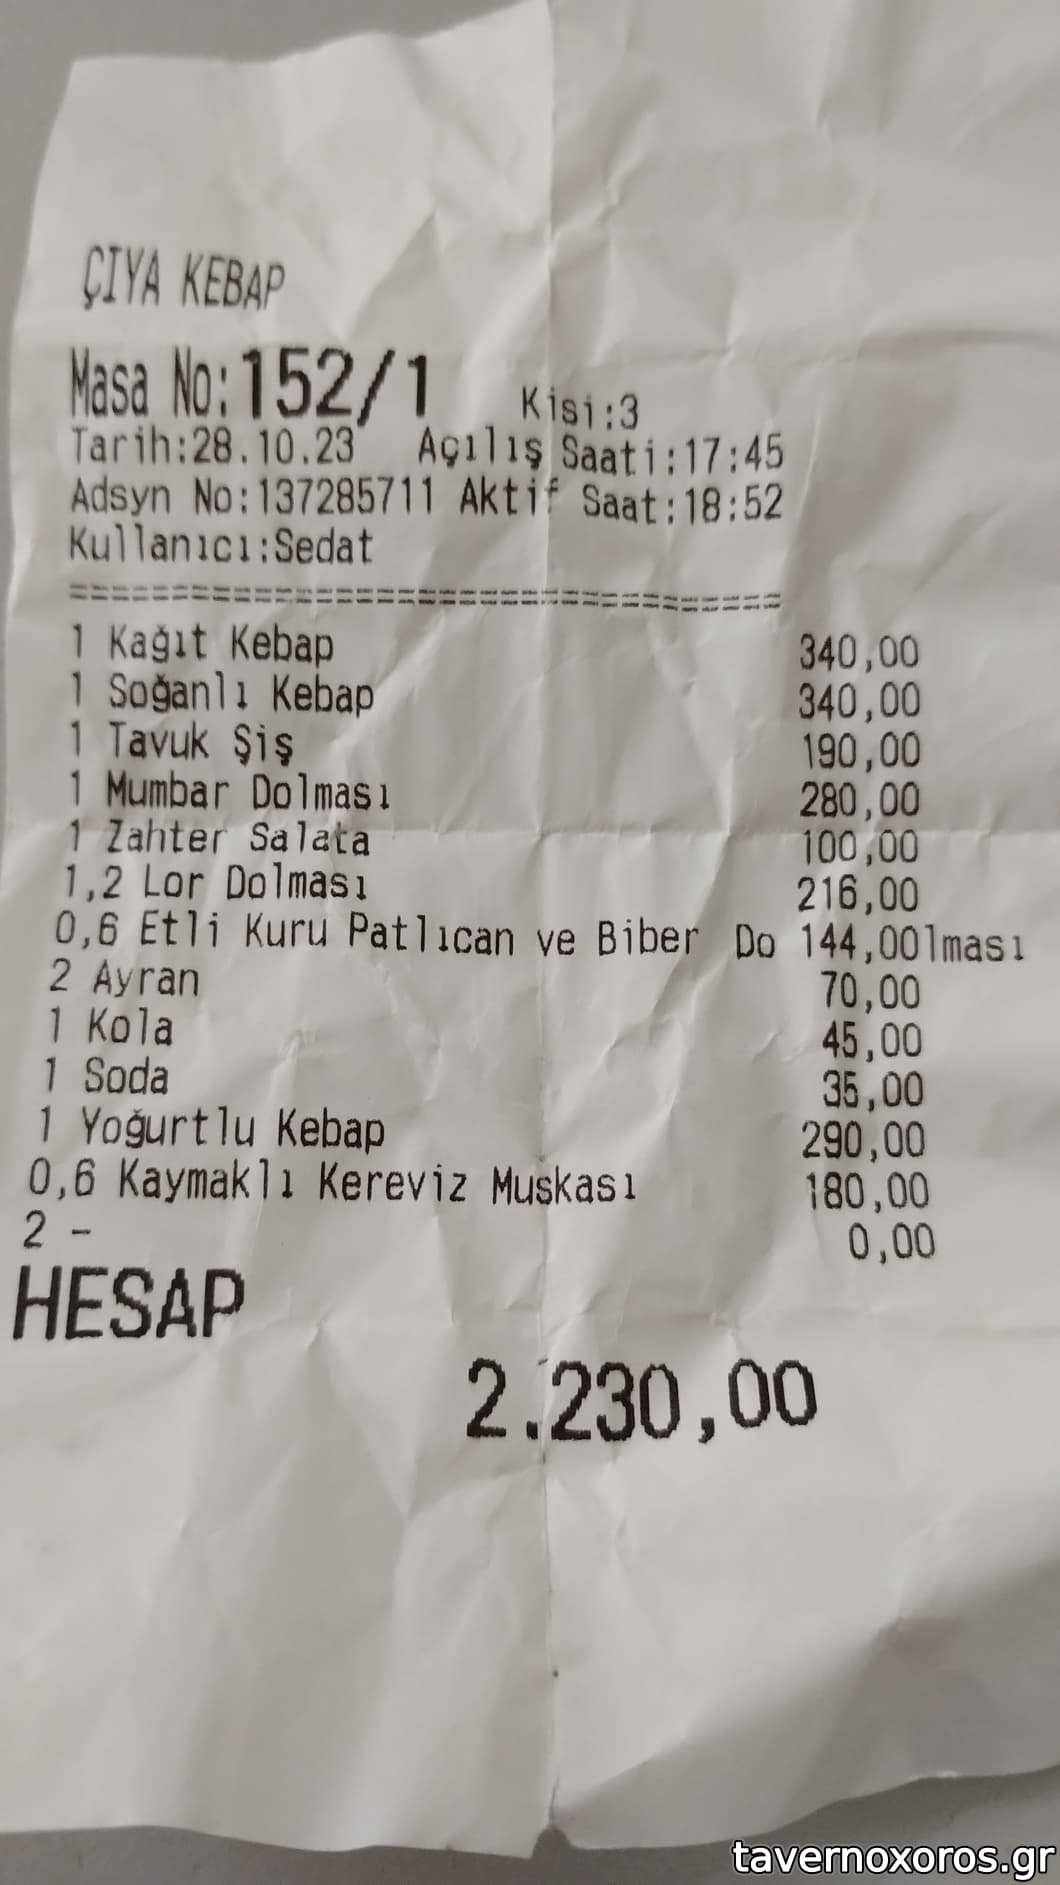 ÇIYA KEBAP
Masa No:152/1 Kisi:3
Tarih:28.10.23 Açılış Saati:17:45
Adsyn No:137285711 Aktif Saat:18:52
Kullanıcı:Sedat
===================================
1 Kağıt Kebap 340,00
1 Soğanlı Kebap 340,00
1 Tavuk Şiş 190,00
1 Mumbar Dolması 280,00
1 Zahter Salata 100,00
1,2 Lor Dolması 216,00
0,6 Etli Kuru Patlıcan ve Biber Do 144,00lması
2 Ayran 70,00
1 Kola 45,00
1 Soda 35,00
1 Yoğurtlu Kebap 290,00
0,6 Kaymaklı Kereviz Muskası 180,00
2 - 0,00
HESAP
2.230,00
tavernoxoros.gr